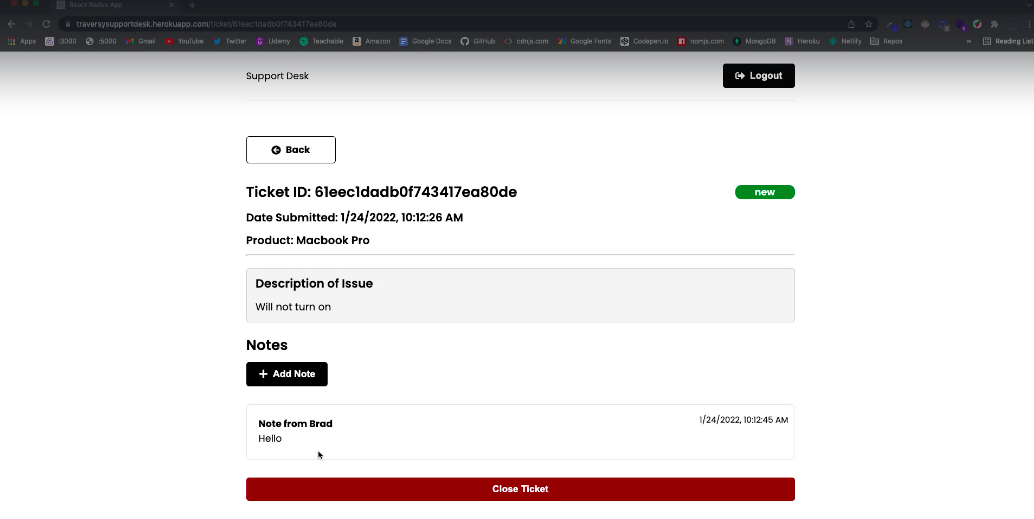 React Redux App
traversysupportdesk.herokuapp.com/ticket/61eec1dadb0f743417ea80de
Apps :3000 :5000 Gmail YouTube Twitter Udemy Teachable Amazon Google Docs GitHub cdnjs.com Google Fonts Codepen.io npmjs.com MongoDB Heroku Netlify Repos » Reading List
Support Desk
Logout
Back
Ticket ID: 61eec1dadb0f743417ea80de
new
Date Submitted: 1/24/2022, 10:12:26 AM
Product: Macbook Pro
Description of Issue
Will not turn on
Notes
+ Add Note
Note from Brad
1/24/2022, 10:12:45 AM
Hello
Close Ticket